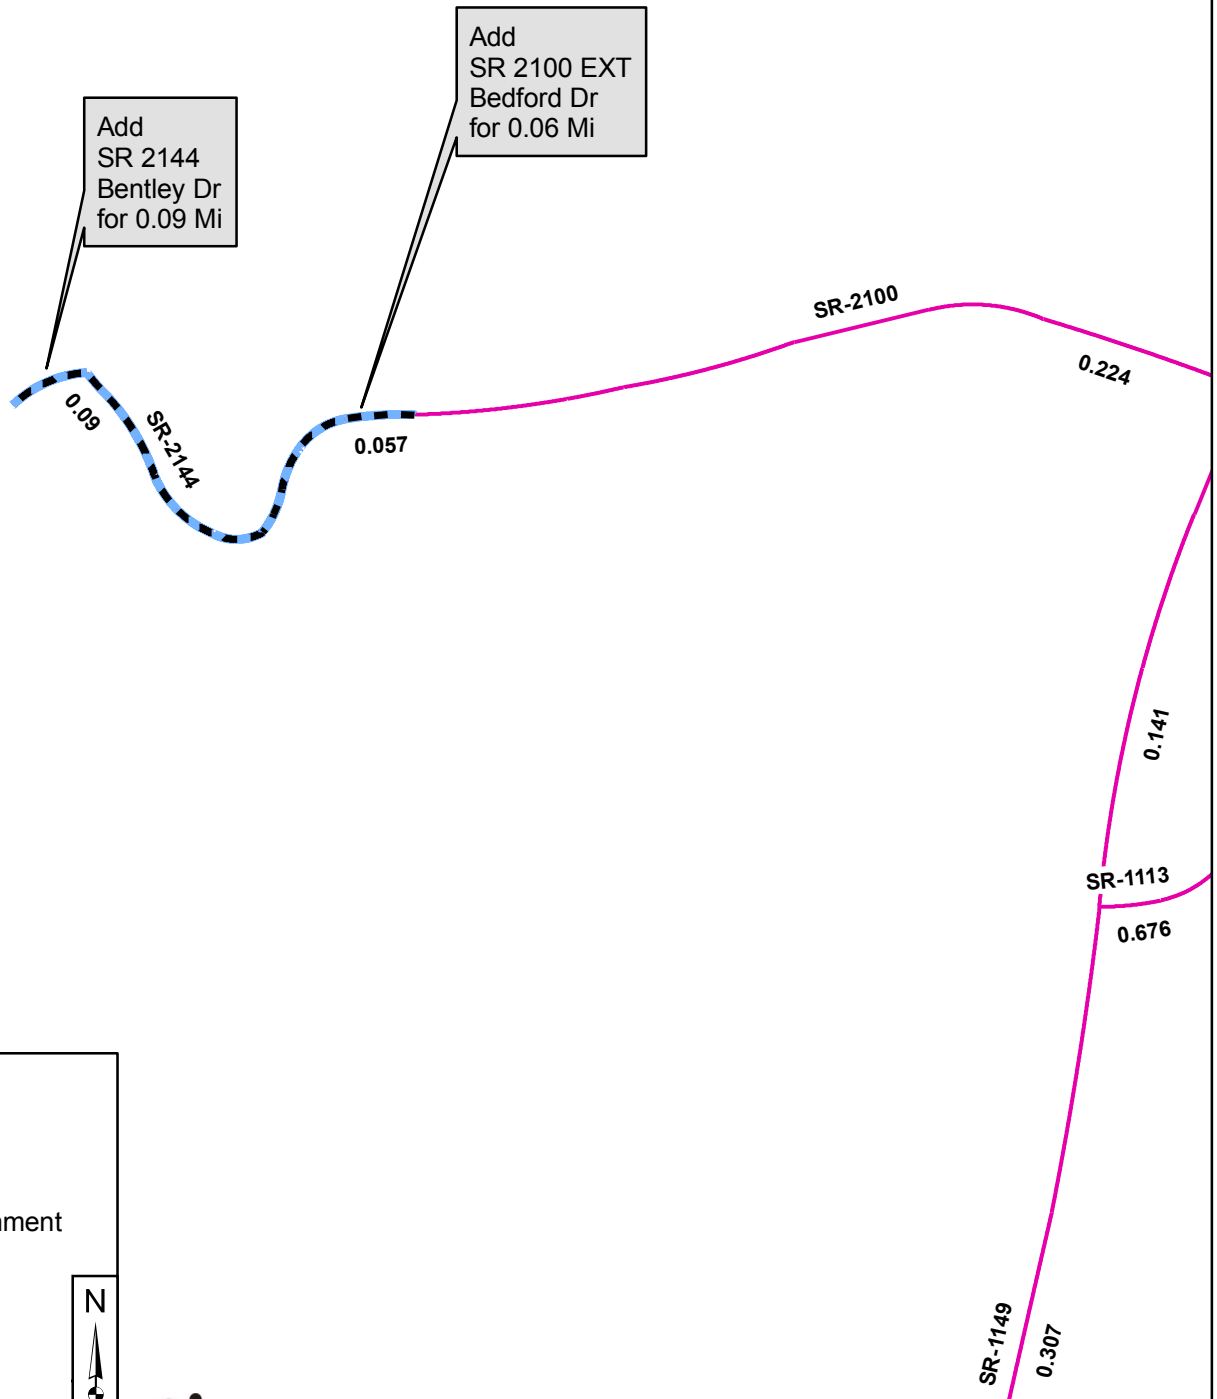 Add
SR 2100 EXT
Bedford Dr
for 0.06 Mi
Add
SR 2144
Bentley Dr
for 0.09 Mi
SR-2100
0.224
0.09
SR-2144
0.057
0.141
SR-1113
0.676
N
SR-1149
0.307